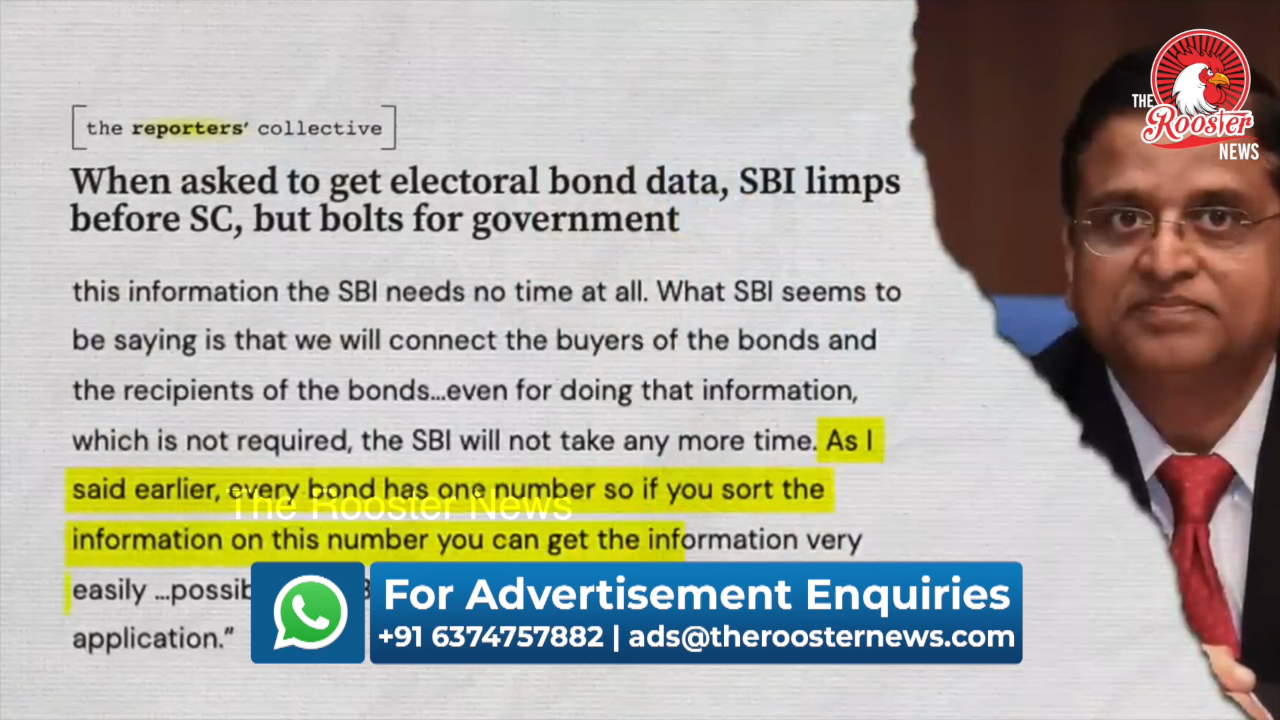 THE
Rooster
NEWS
the reporters' collective
When asked to get electoral bond data, SBI limps
before SC, but bolts for government
this information the SBI needs no time at all. What SBI seems to
be saying is that we will connect the buyers of the bonds and
the recipients of the bonds...even for doing that information,
which is not required, the SBI will not take any more time. As I
said earlier, every bond has one number so if you sort the
The Rooster News
information on this number you can get the information very
easily ...
application.”
For Advertisement Enquiries
+91 6374757882 | ads@theroosternews.com